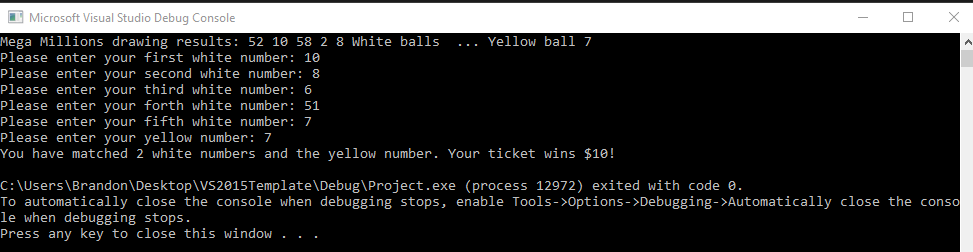 Microsoft Visual Studio Debug Console
Mega Millions drawing results: 52 10 58 2 8 White balls  ... Yellow ball 7
Please enter your first white number: 10
Please enter your second white number: 8
Please enter your third white number: 6
Please enter your forth white number: 51
Please enter your fifth white number: 7
Please enter your yellow number: 7
You have matched 2 white numbers and the yellow number. Your ticket wins $10!
C:\Users\Brandon\Desktop\VS2015Template\Debug\Project.exe (process 12972) exited with code 0.
To automatically close the console when debugging stops, enable Tools->Options->Debugging->Automatically close the conso
le when debugging stops.
Press any key to close this window . . .